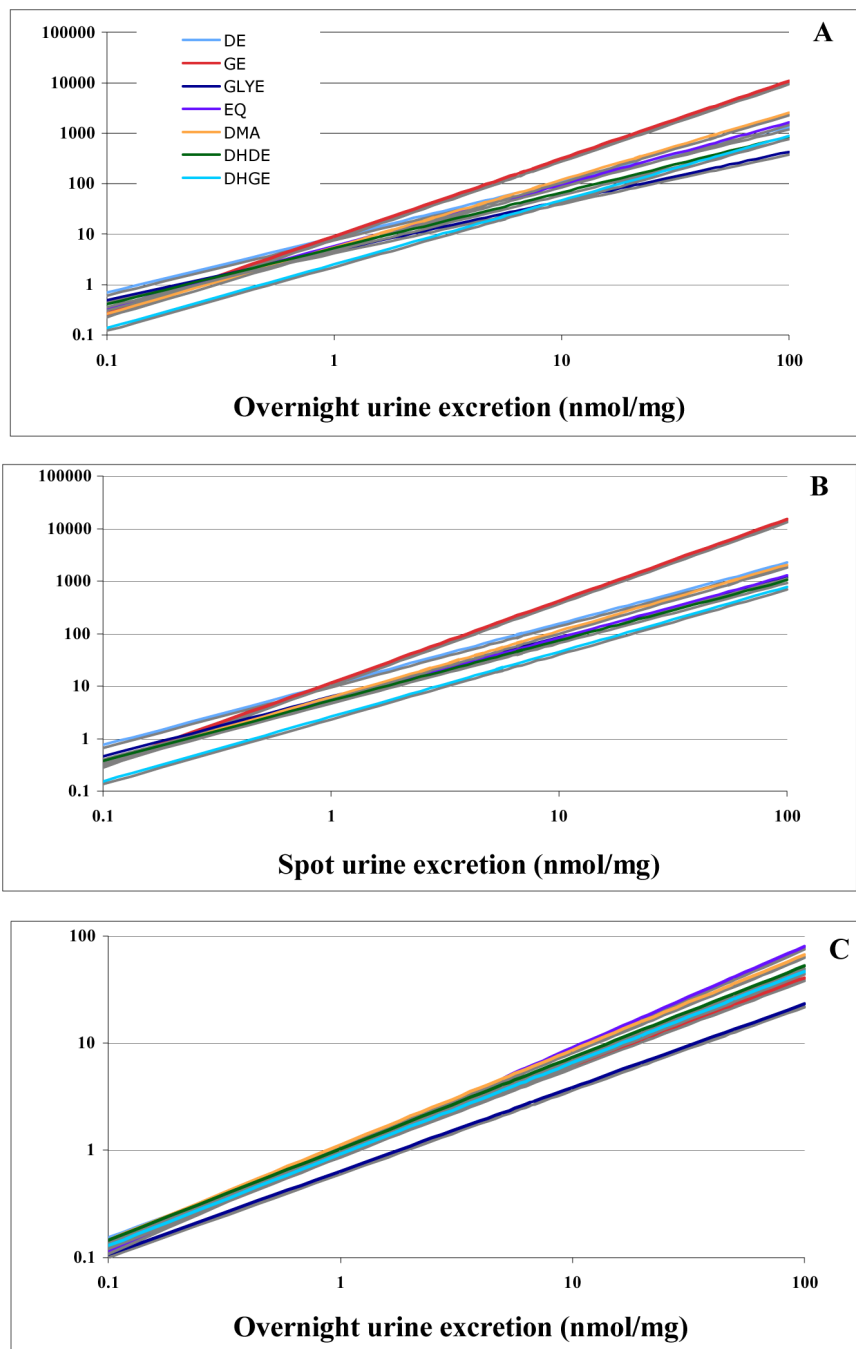 A
100000
10000
1000
100
10
1
0.1
DE
GE
GLYE
EQ
DMA
DHDE
DHGE
0.1 1 10 100
Overnight urine excretion (nmol/mg)
B
100000
10000
1000
100
10
1
0.1
0.1 1 10 100
Spot urine excretion (nmol/mg)
C
100
10
1
0.1
0.1 1 10 100
Overnight urine excretion (nmol/mg)